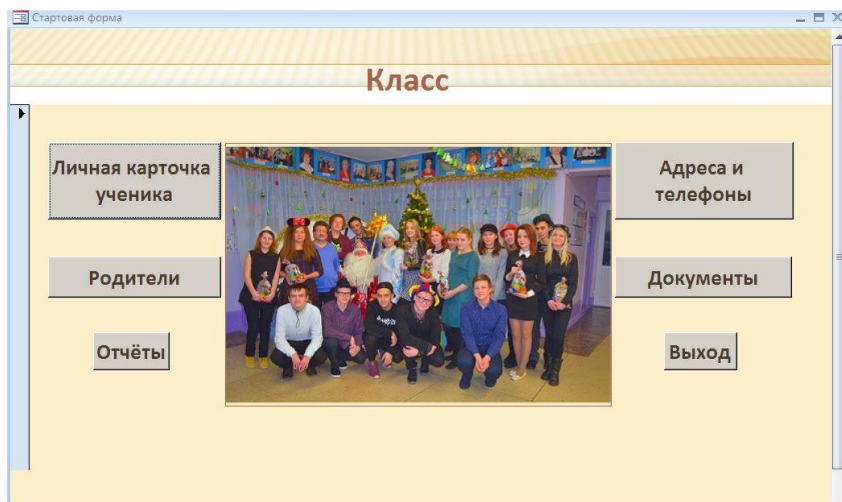 Стартовая форма
Класс
Личная карточка
ученика
Адреса и
телефоны
Родители
Документы
Отчёты
Выход